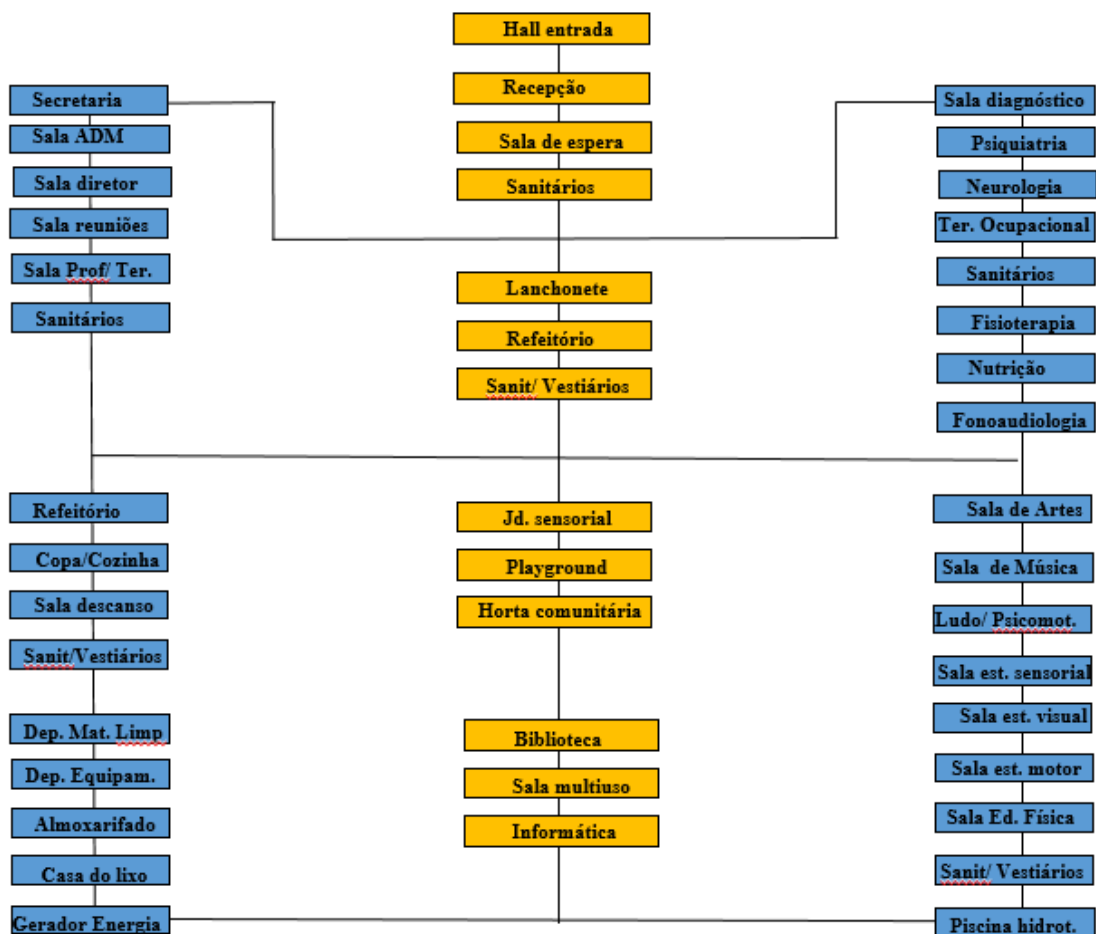 Hall entrada
Recepção
Sala de espera
Sanitários
Secretaria
Sala ADM
Sala diretor
Sala reuniões
Sala Prof/ Ter.
Sanitários
Sala diagnóstico
Psiquiatria
Neurologia
Ter. Ocupacional
Sanitários
Fisioterapia
Nutrição
Fonoaudiologia
Lanchonete
Refeitório
Sanit/ Vestiários
Refeitório
Copa/Cozinha
Sala descanso
Sanit/Vestiários
Dep. Mat. Limp
Dep. Equipam.
Almoxarifado
Casa do lixo
Gerador Energia
Jd. sensorial
Playground
Horta comunitária
Biblioteca
Sala multiuso
Informática
Sala de Artes
Sala de Música
Ludo/ Psicomot.
Sala est. sensorial
Sala est. visual
Sala est. motor
Sala Ed. Física
Sanit/ Vestiários
Piscina hidrot.